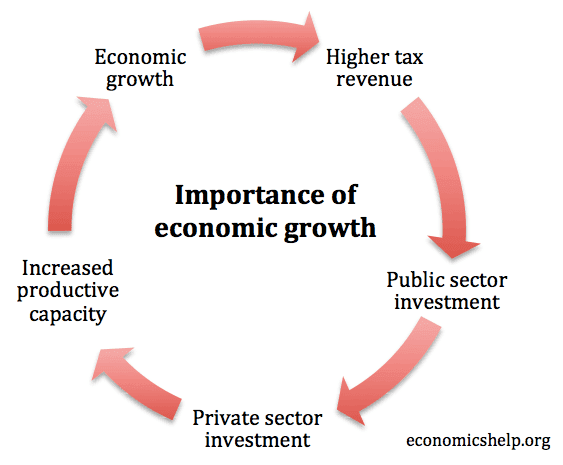 Economic
growth
Higher tax
revenue
Importance of
economic growth
Increased
productive
capacity
Public sector
investment
Private sector
investment
economicshelp.org